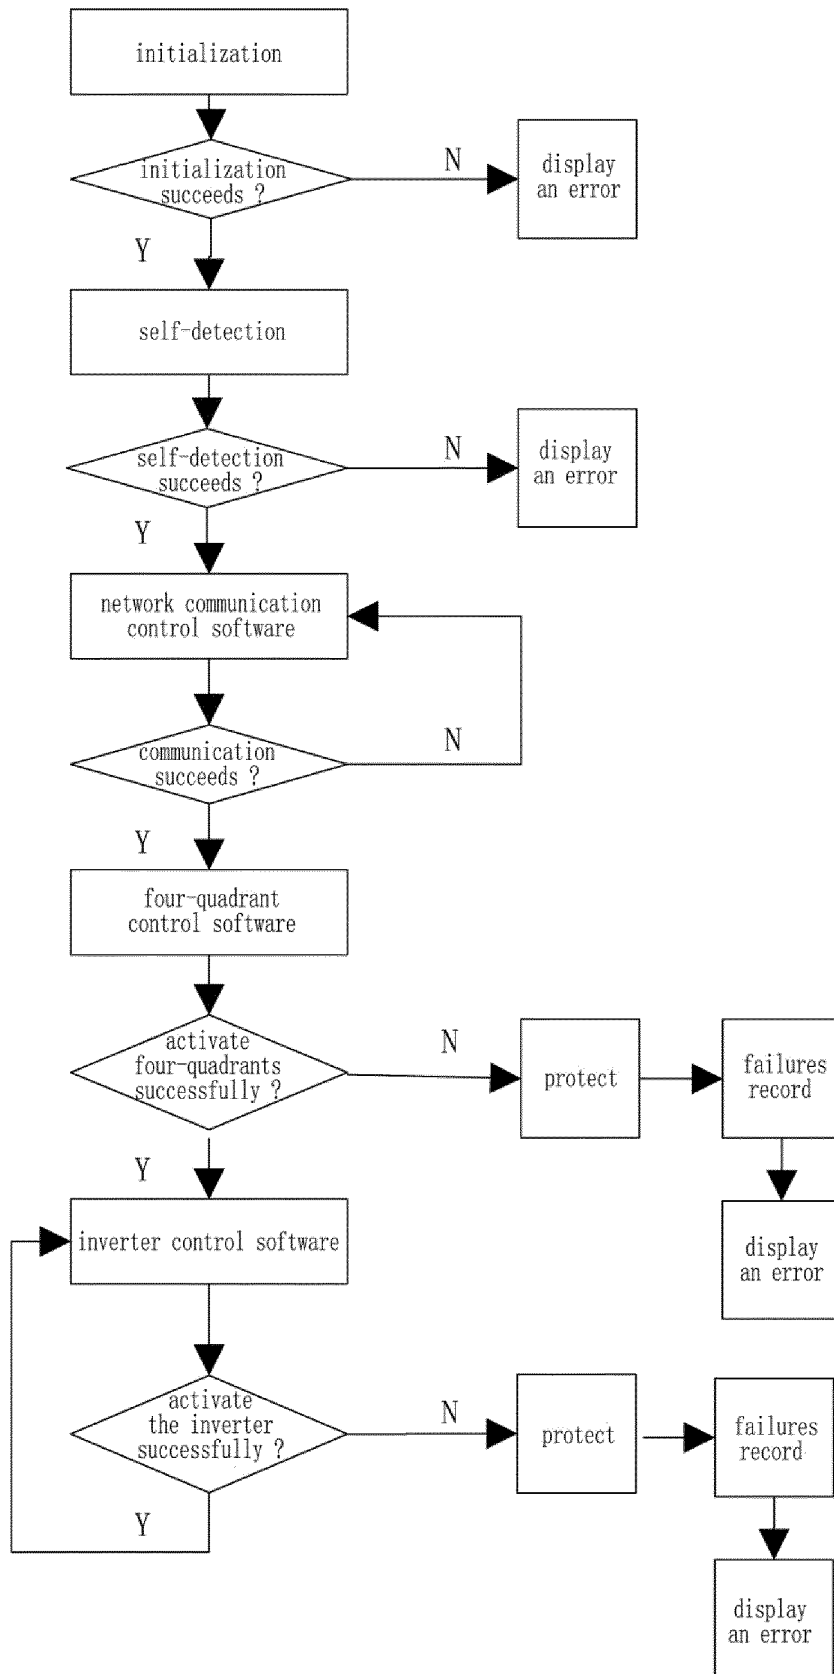 initialization
initialization
succeeds ?
N
display
an error
Y
self-detection
self-detection
succeeds ?
N
display
an error
Y
network communication
control software
communication
succeeds ?
N
Y
four-quadrant
control software
activate
four-quadrants
successfully ?
N
protect
failures
record
display
an error
Y
inverter control software
activate
the inverter
successfully ?
N
protect
failures
record
display
an error
Y